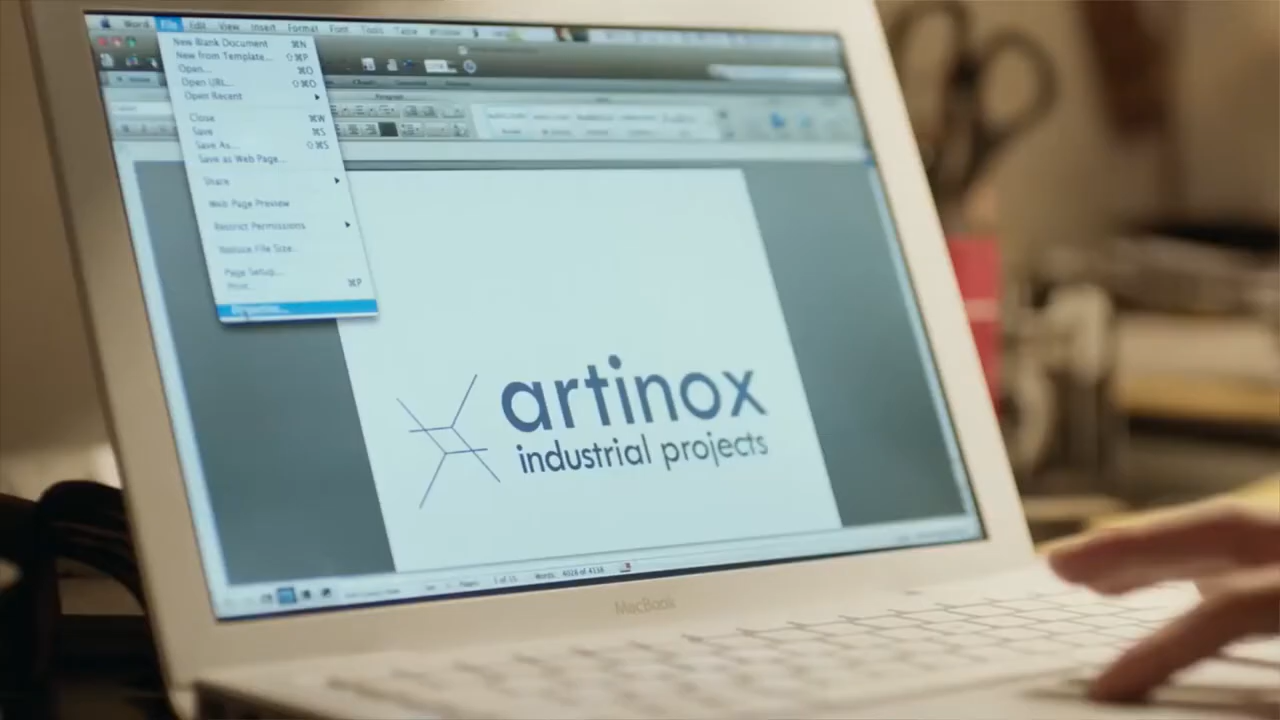 Word File Edit View Insert Format Font Tools Table Window
New Blank Document ⌘N
New from Template... ⇧⌘P
Open... ⌘O
Open URL... ⇧⌘O
Open Recent
Close ⌘W
Save ⌘S
Save As... ⇧⌘S
Save as Web Page...
Share
Web Page Preview
Restrict Permissions
Reduce File Size...
Page Setup...
Print... ⌘P
Properties...
artinox
industrial projects
MacBook